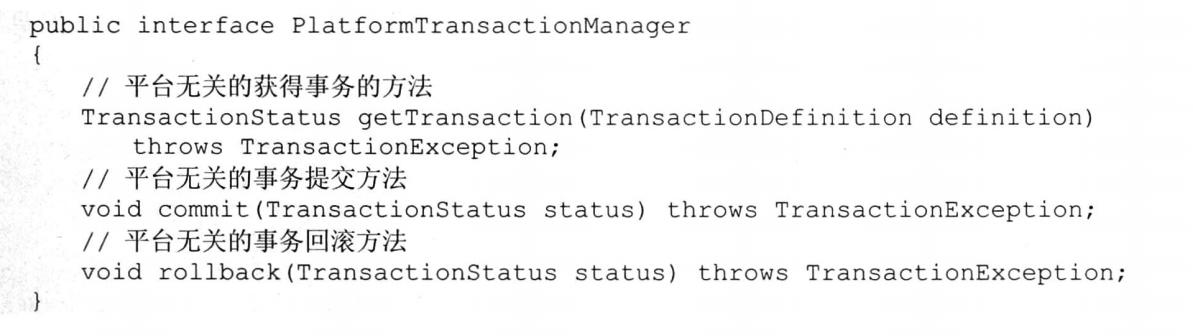 public interface PlatformTransactionManager
{
// 平台无关的获得事务的方法
TransactionStatus getTransaction(TransactionDefinition definition)
throws TransactionException;
// 平台无关的事务提交方法
void commit(TransactionStatus status) throws TransactionException;
// 平台无关的事务回滚方法
void rollback(TransactionStatus status) throws TransactionException;
}